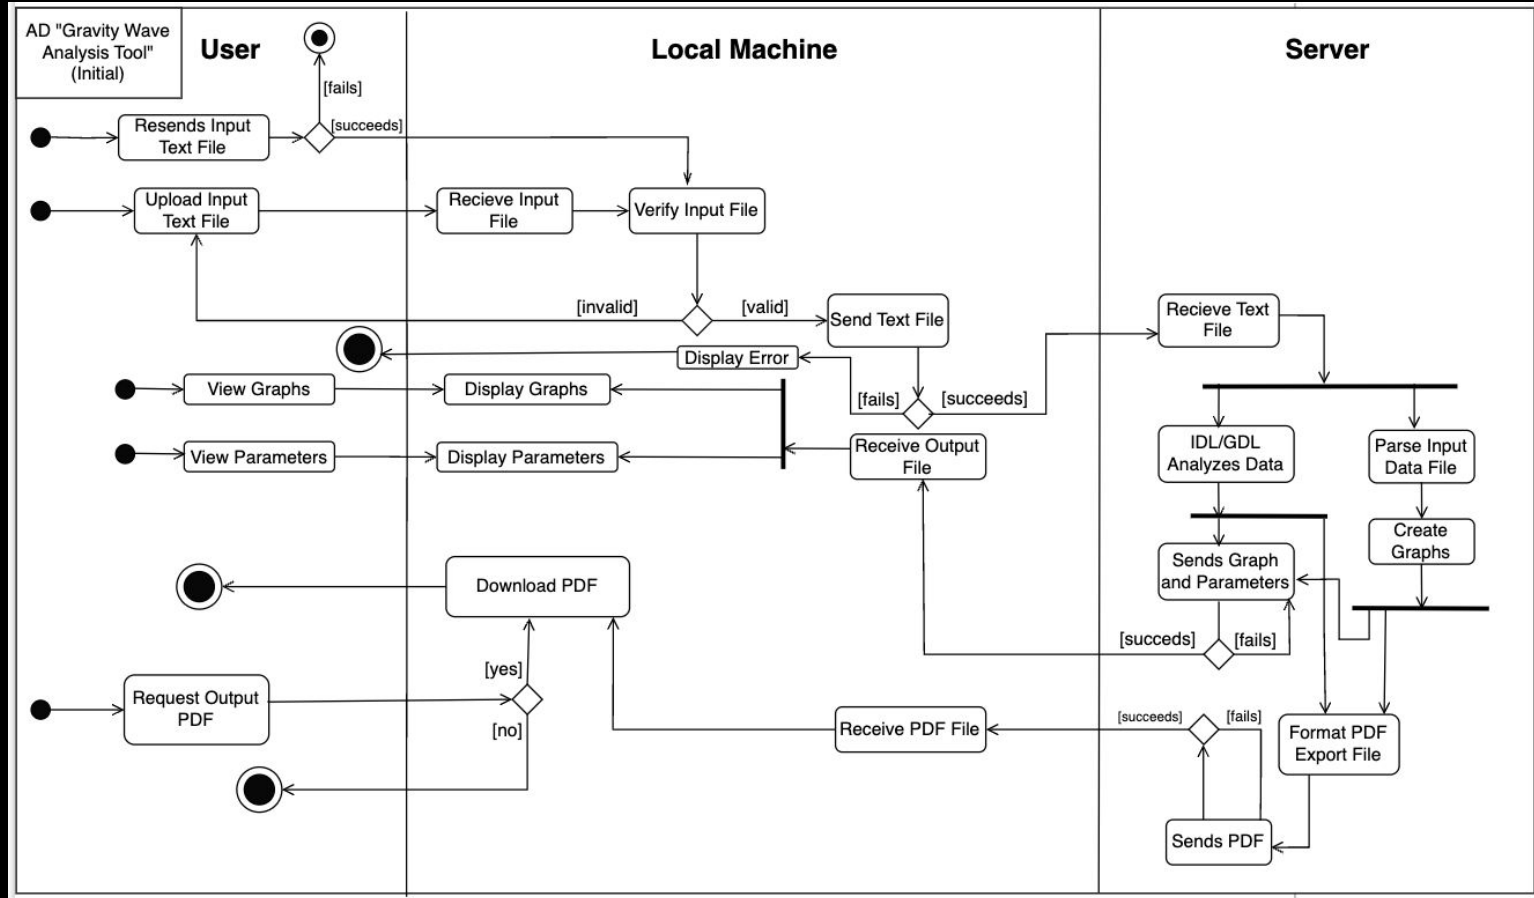 AD "Gravity Wave
Analysis Tool"
(Initial)
User
Local Machine
Server
[fails]
Resends Input
Text File
[succeeds]
Upload Input
Text File
Recieve Input
File
Verify Input File
[invalid]
[valid]
Send Text File
Recieve Text
File
Display Error
View Graphs
Display Graphs
[fails]
[succeeds]
View Parameters
Display Parameters
Receive Output
File
IDL/GDL
Analyzes Data
Parse Input
Data File
Create
Graphs
Sends Graph
and Parameters
Download PDF
[succeds]
[fails]
[yes]
Request Output
PDF
[no]
Receive PDF File
[succeeds]
[fails]
Format PDF
Export File
Sends PDF